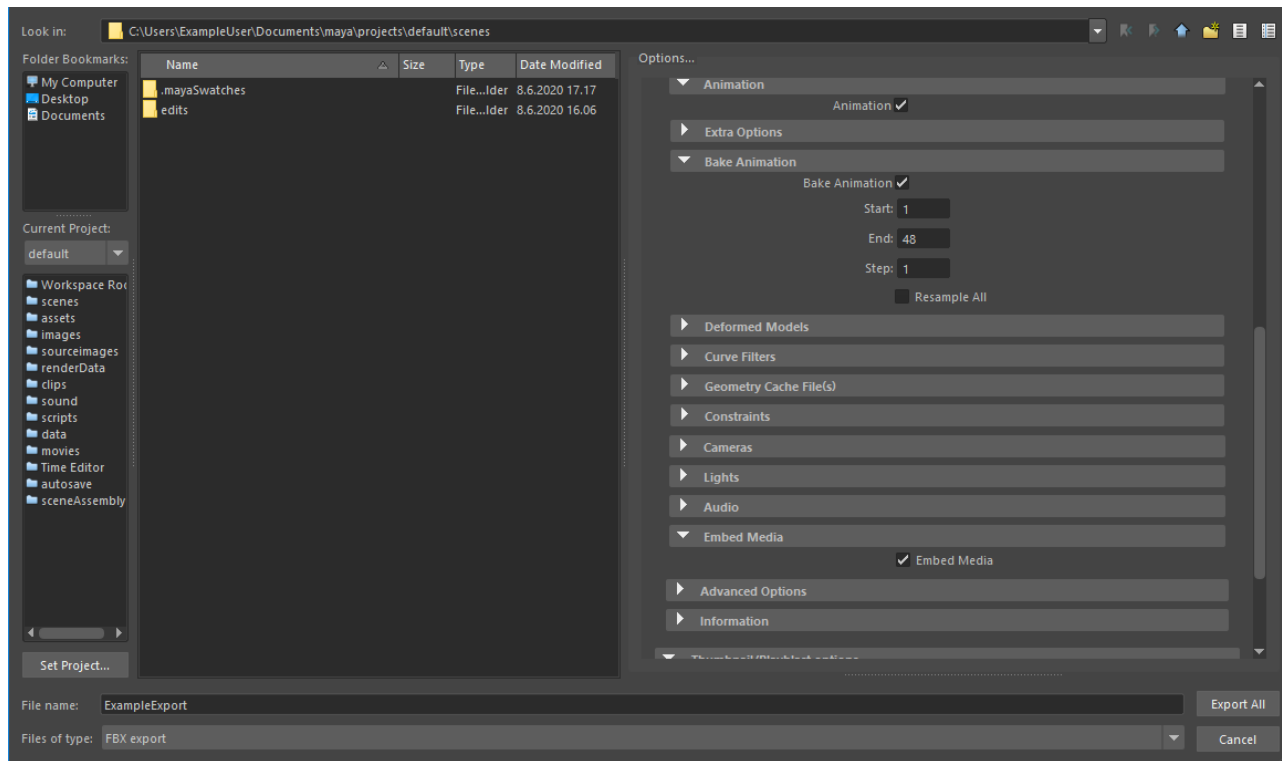 Look in: C:\Users\ExampleUser\Documents\maya\projects\default\scenes
Folder Bookmarks:
My Computer
Desktop
Documents
Current Project:
default
Workspace Roo
scenes
assets
images
sourceimages
renderData
clips
sound
scripts
data
movies
Time Editor
autosave
sceneAssembly
Set Project...
Name Size Type Date Modified
.mayaSwatches File...lder 8.6.2020 17.17
edits File...lder 8.6.2020 16.06
Options...
Animation
Animation
Extra Options
Bake Animation
Bake Animation
Start: 1
End: 48
Step: 1
Resample All
Deformed Models
Curve Filters
Geometry Cache File(s)
Constraints
Cameras
Lights
Audio
Embed Media
Embed Media
Advanced Options
Information
Thumbnail/Playblast options
File name: ExampleExport Export All
Files of type: FBX export Cancel